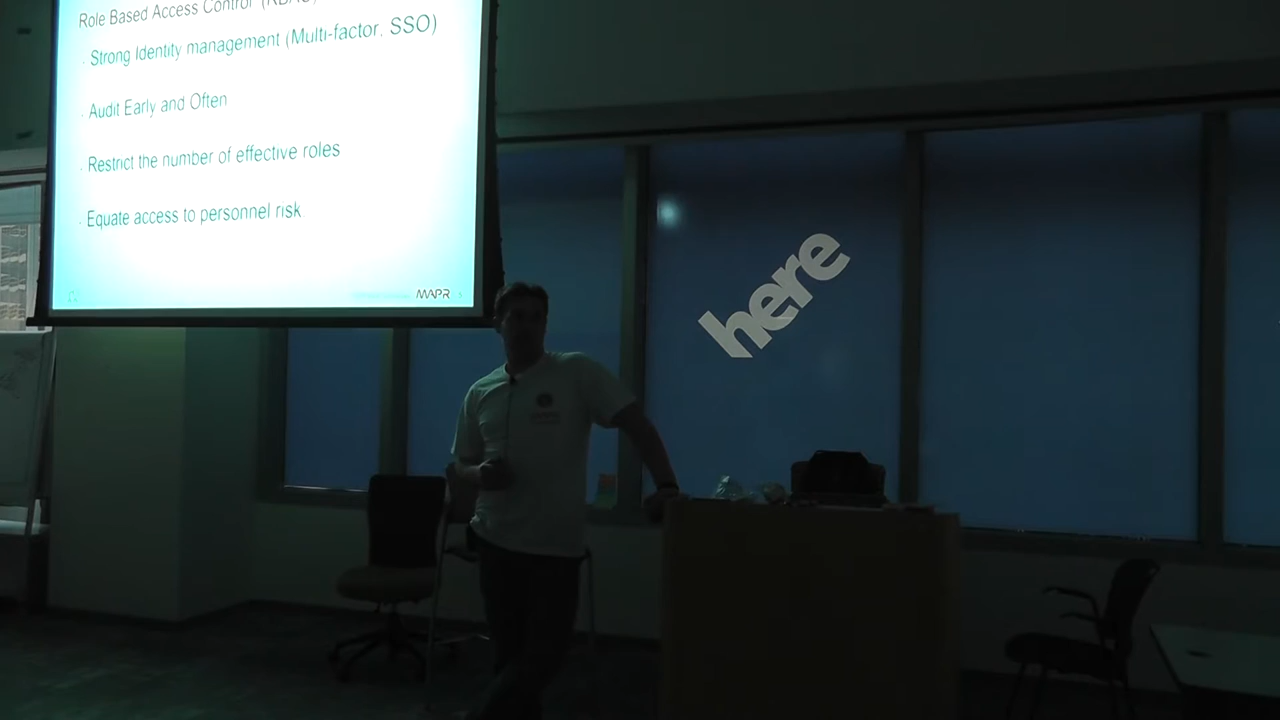 Role Based Access Control (RBAC)
Strong Identity management (Multi-factor, SSO)
Audit Early and Often
Restrict the number of effective roles
Equate access to personnel risk
MAPR
here